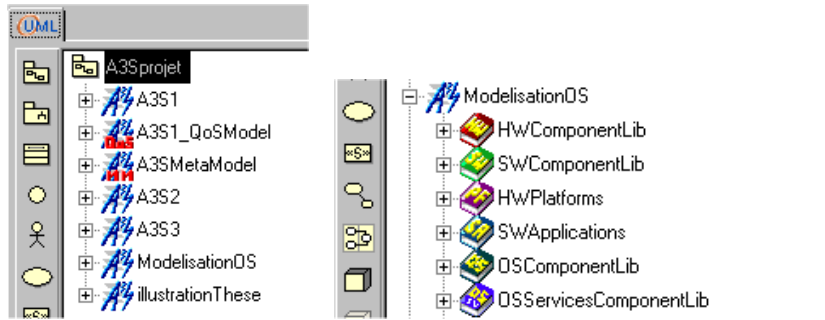 UML
A3Sprojet
A3S1
A3S1_QoSModel
A3SMetaModel
A3S2
A3S3
ModelisationOS
illustrationThese
«S»
ModelisationOS
HWComponentLib
SWComponentLib
HWPlatforms
SWApplications
OSComponentLib
OSServicesComponentLib
«S»